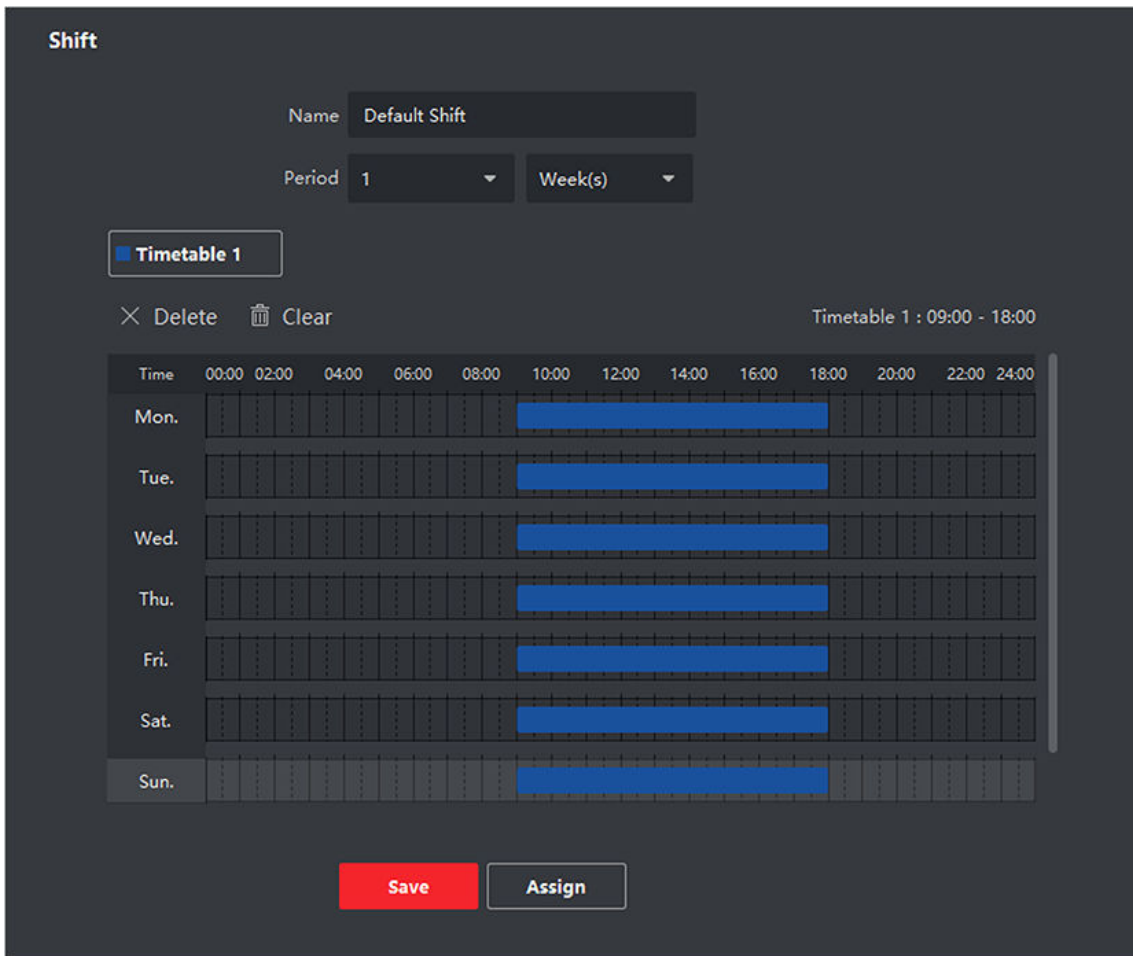 Shift
Name Default Shift
Period 1 Week(s)
Timetable 1
Delete Clear Timetable 1 : 09:00 - 18:00
Time 00:00 02:00 04:00 06:00 08:00 10:00 12:00 14:00 16:00 18:00 20:00 22:00 24:00
Mon.
Tue.
Wed.
Thu.
Fri.
Sat.
Sun.
Save Assign